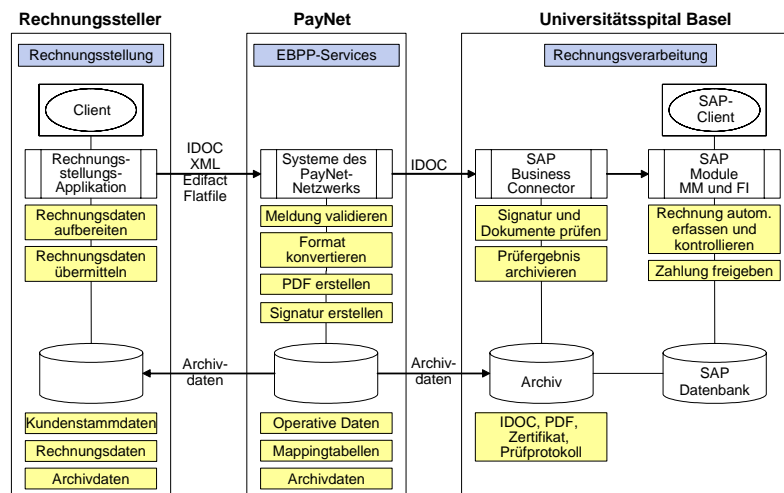 Rechnungssteller
PayNet
Universitätsspital Basel
Rechnungsstellung
EBPP-Services
Rechnungsverarbeitung
Client
SAP-
Client
Rechnungs-
stellungs-
Applikation
IDOC
XML
Edifact
Flatfile
Systeme des
PayNet-
Netzwerks
IDOC
SAP
Business
Connector
SAP
Module
MM und FI
Rechnungsdaten
aufbereiten
Rechnungsdaten
übermitteln
Meldung validieren
Format
konvertieren
PDF erstellen
Signatur erstellen
Signatur und
Dokumente prüfen
Prüfergebnis
archivieren
Rechnung autom.
erfassen und
kontrollieren
Zahlung freigeben
Archiv-
daten
Archiv-
daten
Archiv
SAP
Datenbank
Kundenstammdaten
Rechnungsdaten
Archivdaten
Operative Daten
Mappingtabellen
Archivdaten
IDOC, PDF,
Zertifikat,
Prüfprotokoll